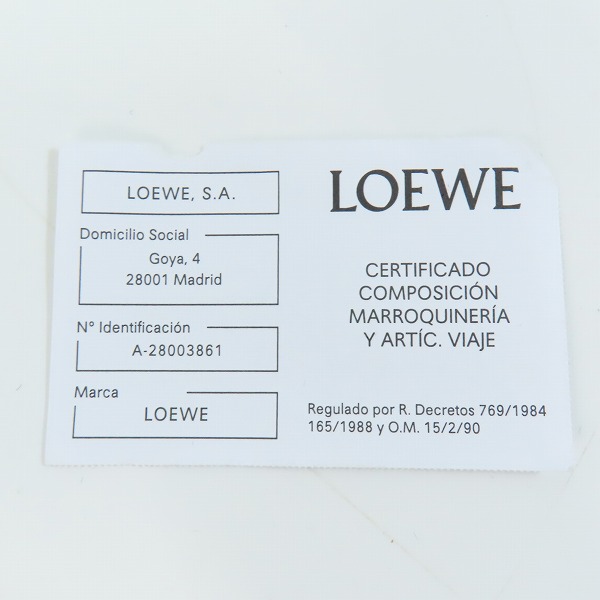 LOEWE, S.A.
Domicilio Social
Goya, 4
28001 Madrid
Nº Identificación
A-28003861
Marca
LOEWE
LOEWE
CERTIFICADO
COMPOSICIÓN
MARROQUINERÍA
Y ARTÍC. VIAJE
Regulado por R. Decretos 769/1984
165/1988 y O.M. 15/2/90